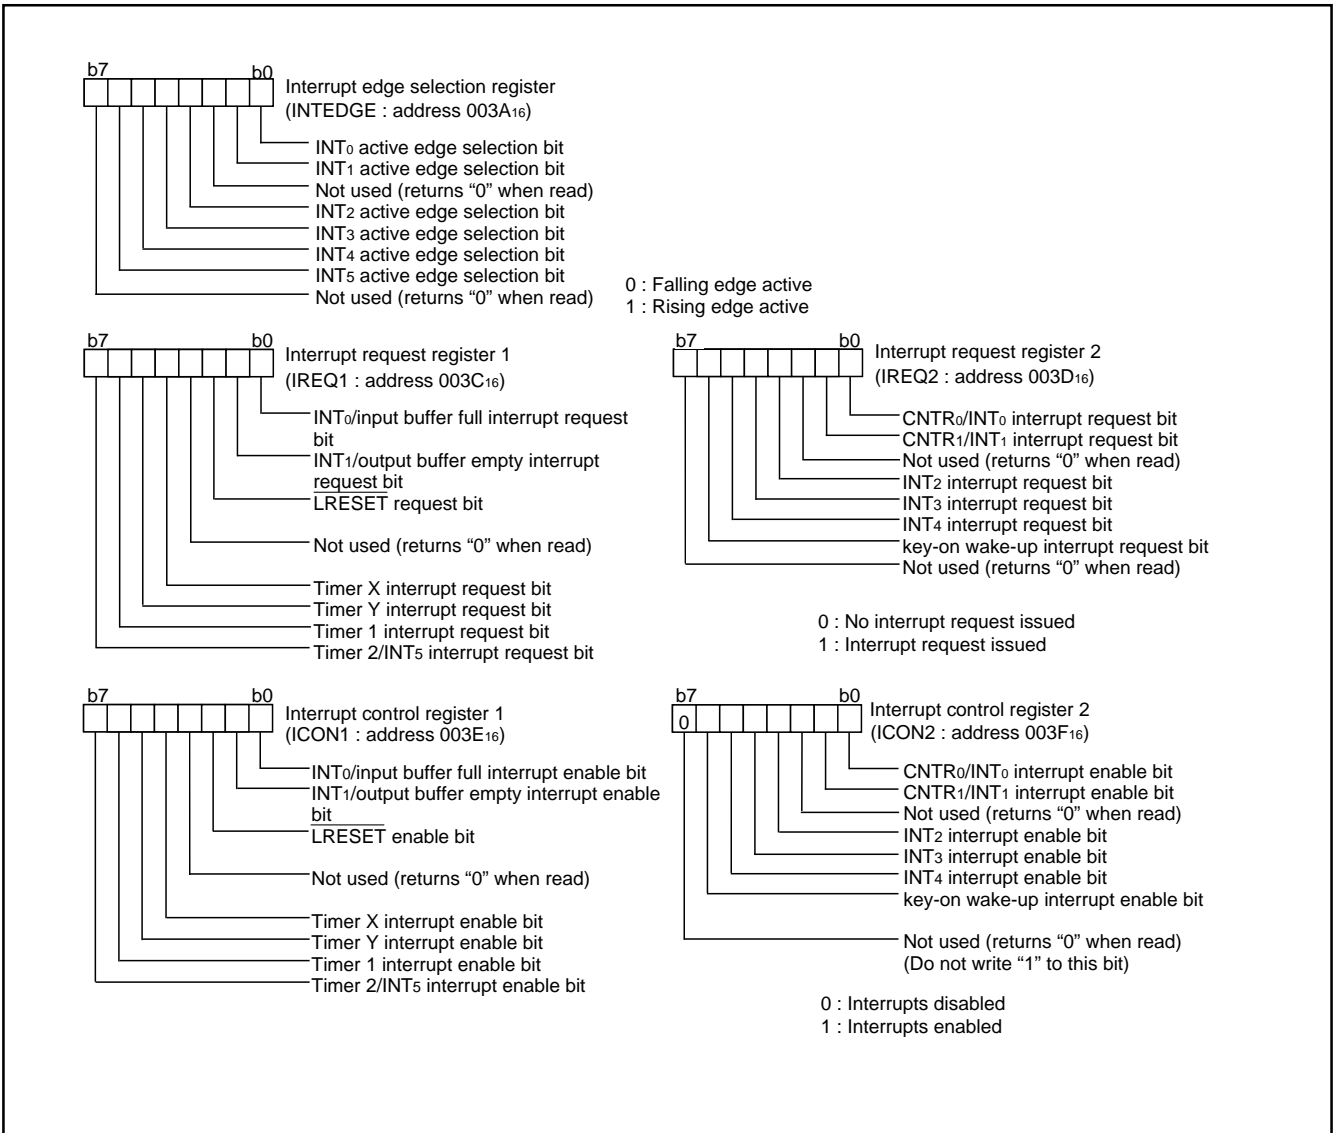 b7 b0
Interrupt edge selection register
(INTEDGE : address 003A16)
INT0 active edge selection bit
INT1 active edge selection bit
Not used (returns “0” when read)
INT2 active edge selection bit
INT3 active edge selection bit
INT4 active edge selection bit
INT5 active edge selection bit
Not used (returns “0” when read)
0 : Falling edge active
1 : Rising edge active
b7 b0
Interrupt request register 1
(IREQ1 : address 003C16)
INT0/input buffer full interrupt request
bit
INT1/output buffer empty interrupt
request bit
LRESET request bit
Not used (returns “0” when read)
Timer X interrupt request bit
Timer Y interrupt request bit
Timer 1 interrupt request bit
Timer 2/INT5 interrupt request bit
b7 b0
Interrupt request register 2
(IREQ2 : address 003D16)
CNTR0/INT0 interrupt request bit
CNTR1/INT1 interrupt request bit
Not used (returns “0” when read)
INT2 interrupt request bit
INT3 interrupt request bit
INT4 interrupt request bit
key-on wake-up interrupt request bit
Not used (returns “0” when read)
0 : No interrupt request issued
1 : Interrupt request issued
b7 b0
Interrupt control register 1
(ICON1 : address 003E16)
INT0/input buffer full interrupt enable bit
INT1/output buffer empty interrupt enable
bit
LRESET enable bit
Not used (returns “0” when read)
Timer X interrupt enable bit
Timer Y interrupt enable bit
Timer 1 interrupt enable bit
Timer 2/INT5 interrupt enable bit
b7 b0
0
Interrupt control register 2
(ICON2 : address 003F16)
CNTR0/INT0 interrupt enable bit
CNTR1/INT1 interrupt enable bit
Not used (returns “0” when read)
INT2 interrupt enable bit
INT3 interrupt enable bit
INT4 interrupt enable bit
key-on wake-up interrupt enable bit
Not used (returns “0” when read)
(Do not write “1” to this bit)
0 : Interrupts disabled
1 : Interrupts enabled